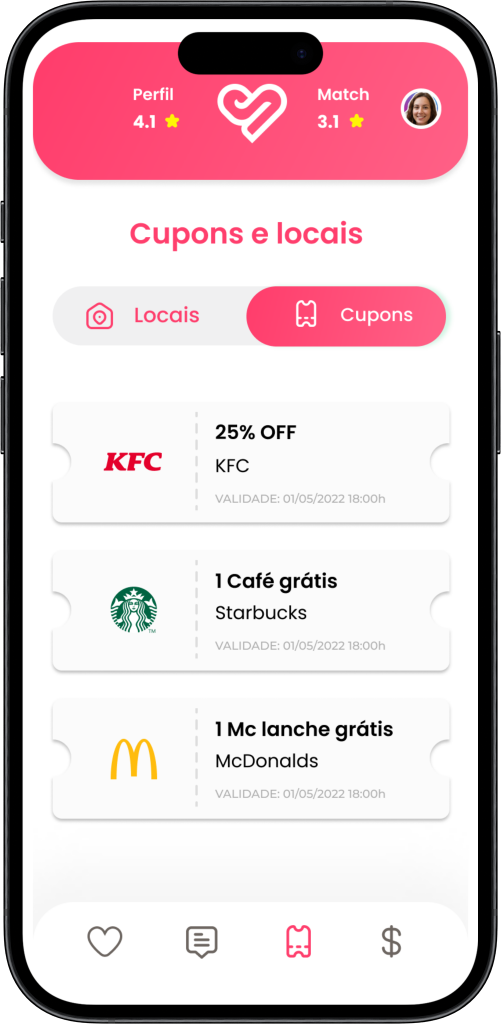 Perfil
4.1
Match
3.1
Cupons e locais
Locais
Cupons
KFC
25% OFF
KFC
VALIDADE: 01/05/2022 18:00h
1 Café grátis
Starbucks
TM
VALIDADE: 01/05/2022 18:00h
1 Mc lanche grátis
McDonalds
VALIDADE: 01/05/2022 18:00h
$